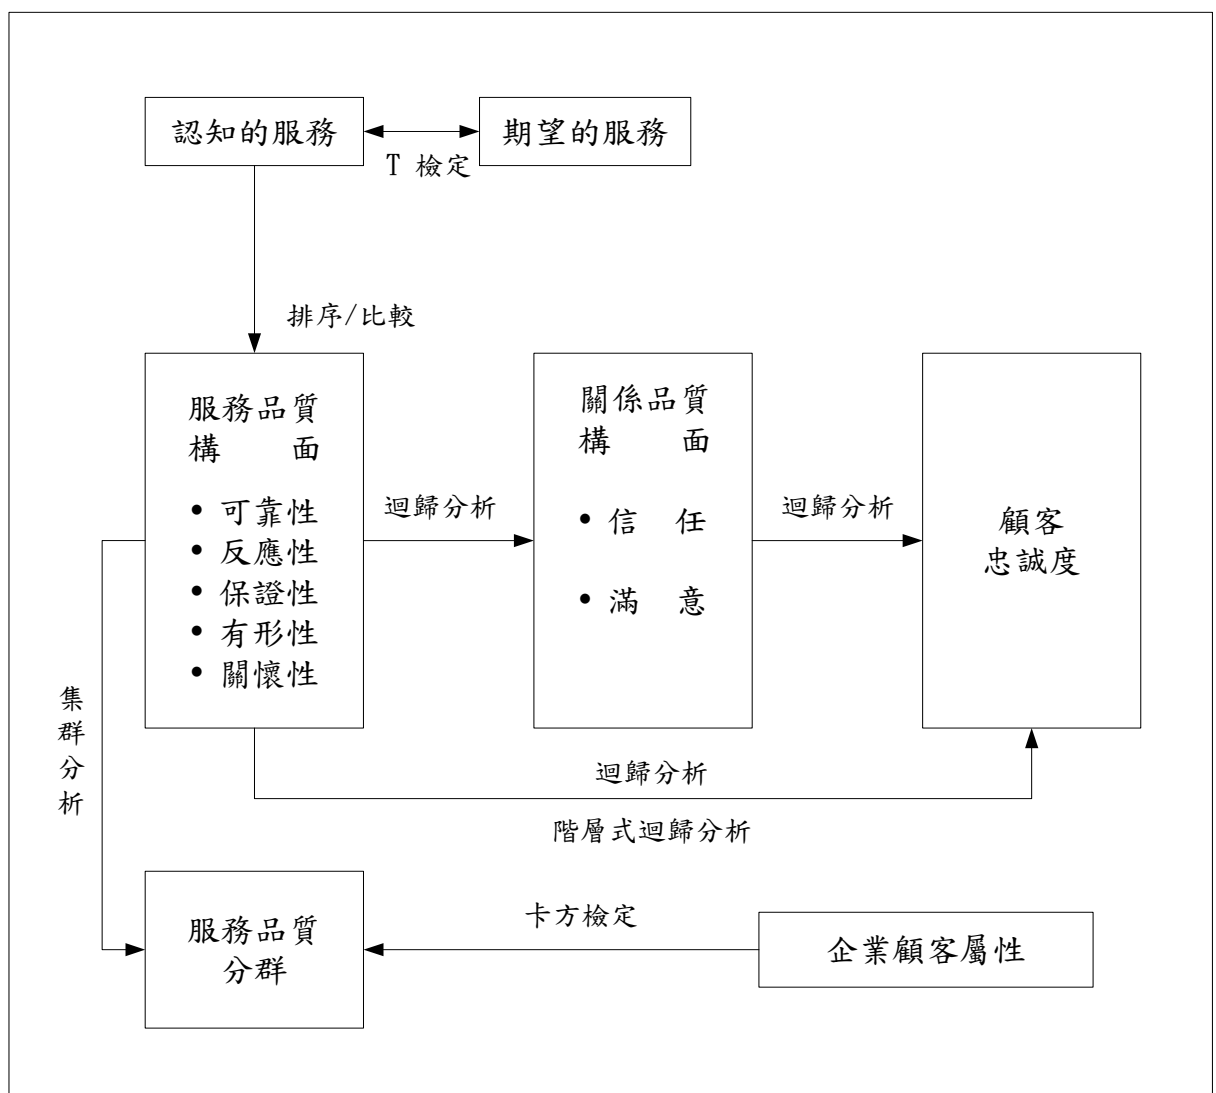 認知的服務
期望的服務
T 檢定
排序/比較
服務品質
構 面
• 可靠性
• 反應性
• 保證性
• 有形性
• 關懷性
迴歸分析
關係品質
構 面
• 信 任
• 滿 意
迴歸分析
顧客
忠誠度
集
群
分
析
迴歸分析
階層式迴歸分析
服務品質
分群
卡方檢定
企業顧客屬性